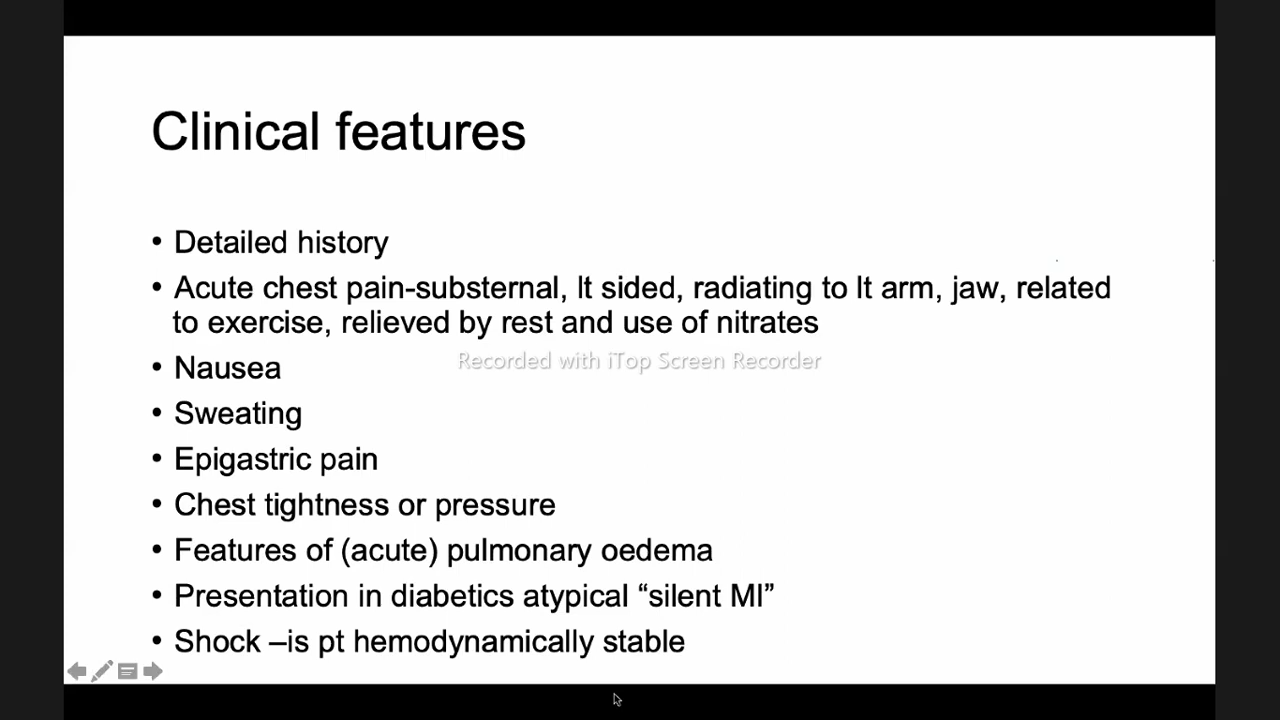 Clinical features
• Detailed history
• Acute chest pain-substernal, lt sided, radiating to lt arm, jaw, related
to exercise, relieved by rest and use of nitrates
Recorded with iTop Screen Recorder
• Nausea
• Sweating
• Epigastric pain
• Chest tightness or pressure
• Features of (acute) pulmonary oedema
• Presentation in diabetics atypical “silent MI”
• Shock –is pt hemodynamically stable